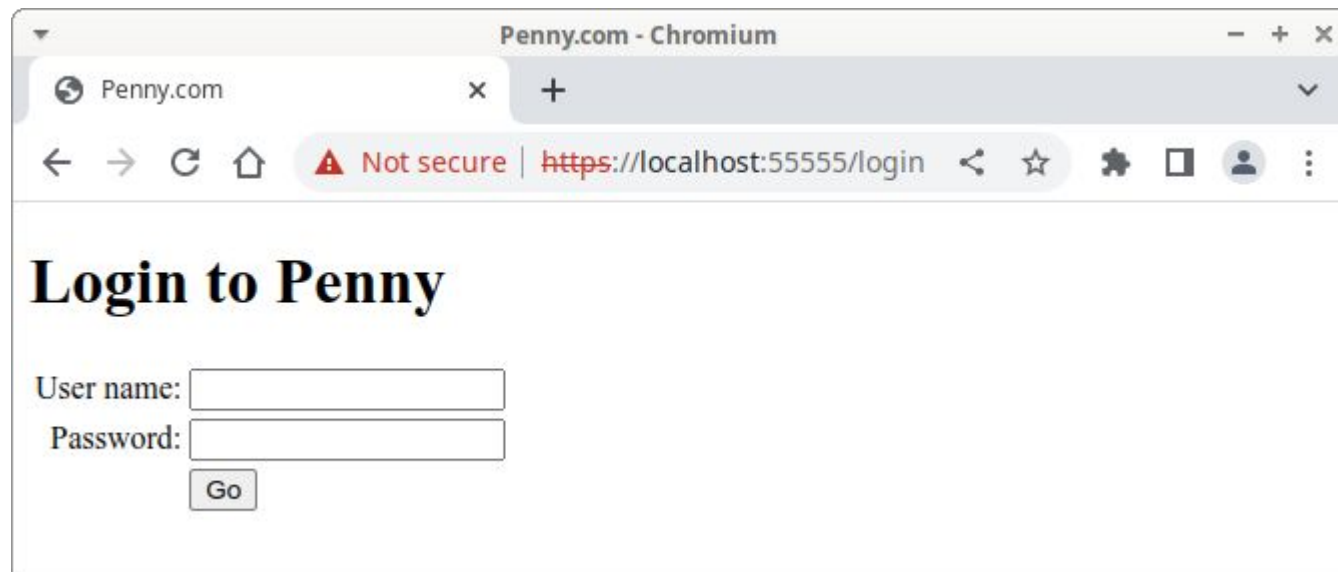 Penny.com - Chromium
Penny.com
Not secure https://localhost:55555/login
Login to Penny
User name:
Password:
Go